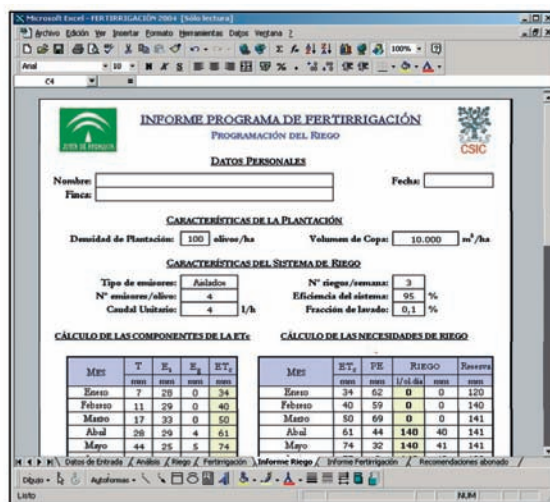 Microsoft Excel - FERTIRRIGACIÓN 2004 [Sólo lectura]
Archivo Edición Ver Insertar Formato Herramientas Datos Ventana ?
100%
Arial 10 N K S
C4 =
JUNTA DE ANDALUCIA
INFORME PROGRAMA DE FERTIRRIGACIÓN
PROGRAMACIÓN DEL RIEGO
CSIC
DATOS PERSONALES
Nombre: Fecha:
Finca:
CARACTERÍSTICAS DE LA PLANTACIÓN
Densidad de Plantación: 100 olivos/ha Volumen de Copa: 10.000 m³/ha
CARACTERÍSTICAS DEL SISTEMA DE RIEGO
Tipo de emisores: Aislados Nº riegos/semana: 3
Nº emisores/olivo: 4 Eficiencia del sistema: 95 %
Caudal Unitario: 4 l/h Fracción de lavado: 0,1 %
CÁLCULO DE LAS COMPONENTES DE LA ETc CÁLCULO DE LAS NECESIDADES DE RIEGO
MES T Es Eg ETc MES ETc PE RIEGO Reserva
mm mm mm mm mm mm l/ol.día mm mm
Enero 7 28 0 34 Enero 34 62 0 0 120
Febrero 11 29 0 40 Febrero 40 59 0 0 140
Marzo 17 33 0 50 Marzo 50 69 0 0 141
Abril 28 29 4 61 Abril 61 44 140 40 141
Mayo 44 25 5 74 Mayo 74 32 140 41 141
Datos de Entrada Análisis Riego Fertirrigación Informe Riego Informe Fertirrigación Recomendaciones abonado
Dibujo Autoformas
Listo NUM